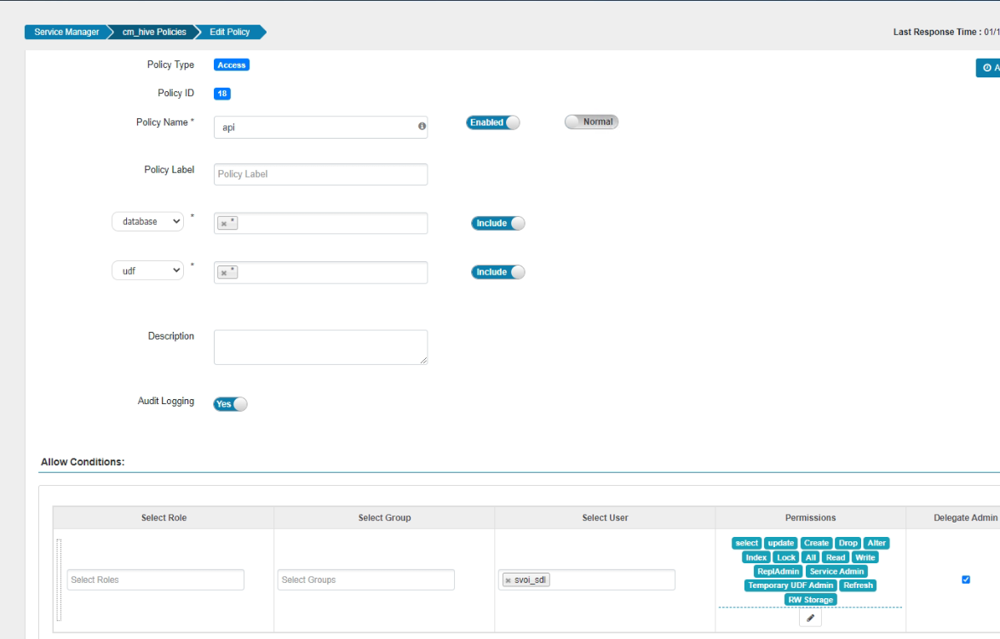 Service Manager cm_hive Policies Edit Policy Last Response Time : 01/1
Policy Type Access
A
Policy ID 18
Policy Name * api Enabled Normal
Policy Label Policy Label
database * * Include
udf * * Include
Description
Audit Logging Yes
Allow Conditions:
Select Role Select Group Select User Permissions Delegate Admin
select update Create Drop Alter
Index Lock All Read Write
ReplAdmin Service Admin
Select Roles Select Groups svoi_sdl
Temporary UDF Admin Refresh
RW Storage